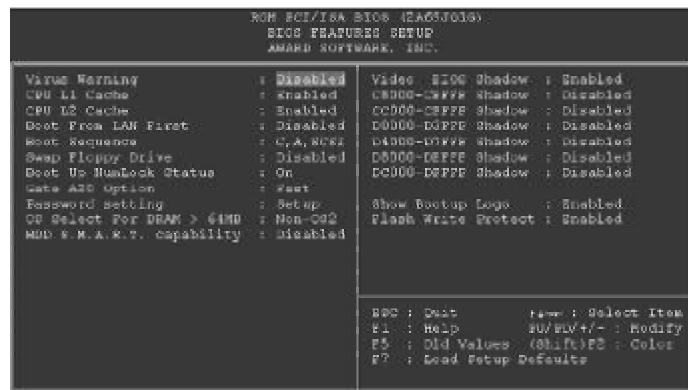 ROM PCI/ISA BIOS (2A65J016)
BIOS FEATURES SETUP
AWARD SOFTWARE, INC.
Virus Warning : Disabled
CPU L1 Cache : Enabled
CPU L2 Cache : Enabled
Boot From LAN First : Disabled
Boot Sequence : C,A,SCSI
Swap Floppy Drive : Disabled
Boot Up NumLock Status : On
Gate A20 Option : Fast
Password setting : Setup
OS Select For DRAM > 64MB : Non-OS2
HDD S.M.A.R.T. capability : Disabled
Video BIOS Shadow : Enabled
C8000-CBFFF Shadow : Disabled
CC000-CFFFF Shadow : Disabled
D0000-D3FFF Shadow : Disabled
D4000-D7FFF Shadow : Disabled
D8000-DBFFF Shadow : Disabled
DC000-DFFFF Shadow : Disabled
Show Bootup Logo : Enabled
Flash Write Protect : Enabled
ESC : Quit : Select Item
F1 : Help PU/PD/+/- : Modify
F5 : Old Values (Shift)F2 : Color
F7 : Load Setup Defaults